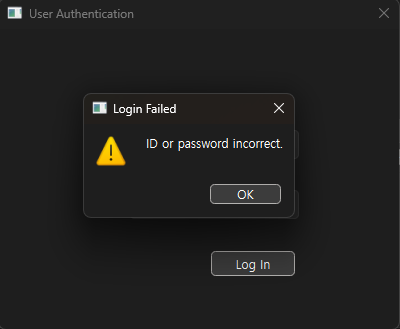 User Authentication
Login Failed
ID or password incorrect.
OK
Log In